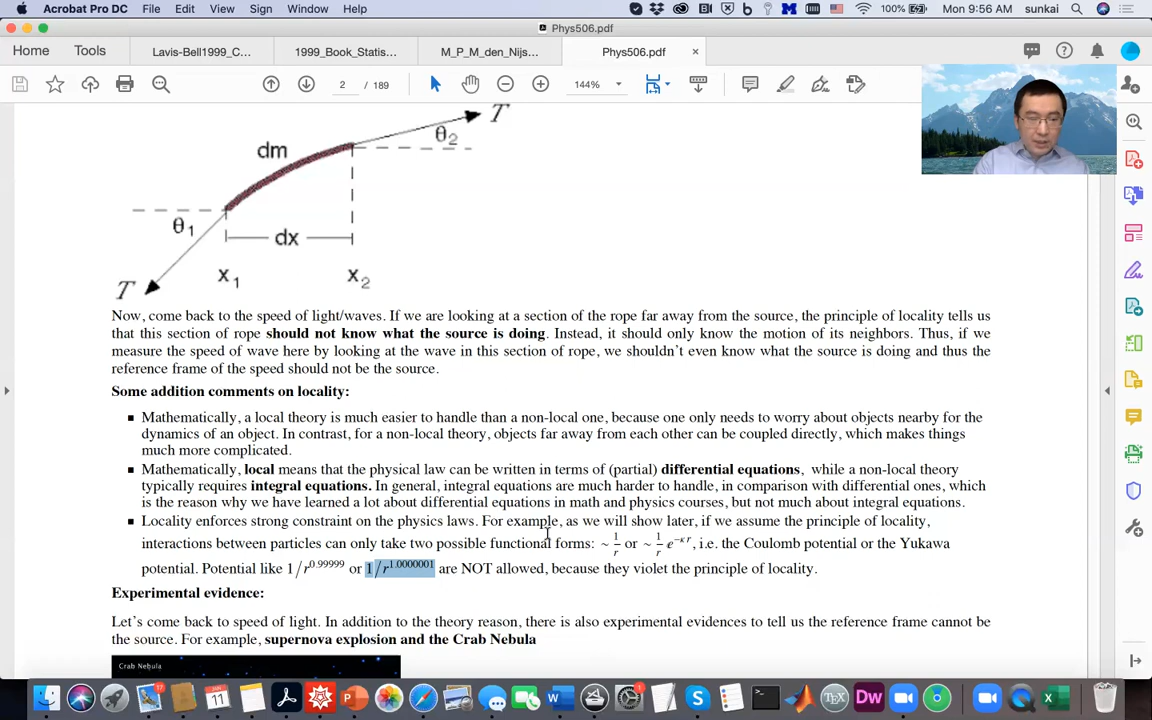 Acrobat Pro DC File Edit View Sign Window Help 100% Mon 9:56 AM sunkai
Phys506.pdf
Home Tools Lavis-Bell1999_C... 1999_Book_Statis... M_P_M_den_Nijs... Phys506.pdf ×
2 / 189 144%
T
θ2
dm
θ1
dx
x1 x2
T
Now, come back to the speed of light/waves. If we are looking at a section of the rope far away from the source, the principle of locality tells us
that this section of rope should not know what the source is doing. Instead, it should only know the motion of its neighbors. Thus, if we
measure the speed of wave here by looking at the wave in this section of rope, we shouldn't even know what the source is doing and thus the
reference frame of the speed should not be the source.
Some addition comments on locality:
▪ Mathematically, a local theory is much easier to handle than a non-local one, because one only needs to worry about objects nearby for the
dynamics of an object. In contrast, for a non-local theory, objects far away from each other can be coupled directly, which makes things
much more complicated.
▪ Mathematically, local means that the physical law can be written in terms of (partial) differential equations, while a non-local theory
typically requires integral equations. In general, integral equations are much harder to handle, in comparison with differential ones, which
is the reason why we have learned a lot about differential equations in math and physics courses, but not much about integral equations.
▪ Locality enforces strong constraint on the physics laws. For example, as we will show later, if we assume the principle of locality,
interactions between particles can only take two possible functional forms: ~ 1/r or ~ 1/r e^{-κr}, i.e. the Coulomb potential or the Yukawa
potential. Potential like 1/r^{0.99999} or 1/r^{1.0000001} are NOT allowed, because they violet the principle of locality.
Experimental evidence:
Let's come back to speed of light. In addition to the theory reason, there is also experimental evidences to tell us the reference frame cannot be
the source. For example, supernova explosion and the Crab Nebula
Crab Nebula